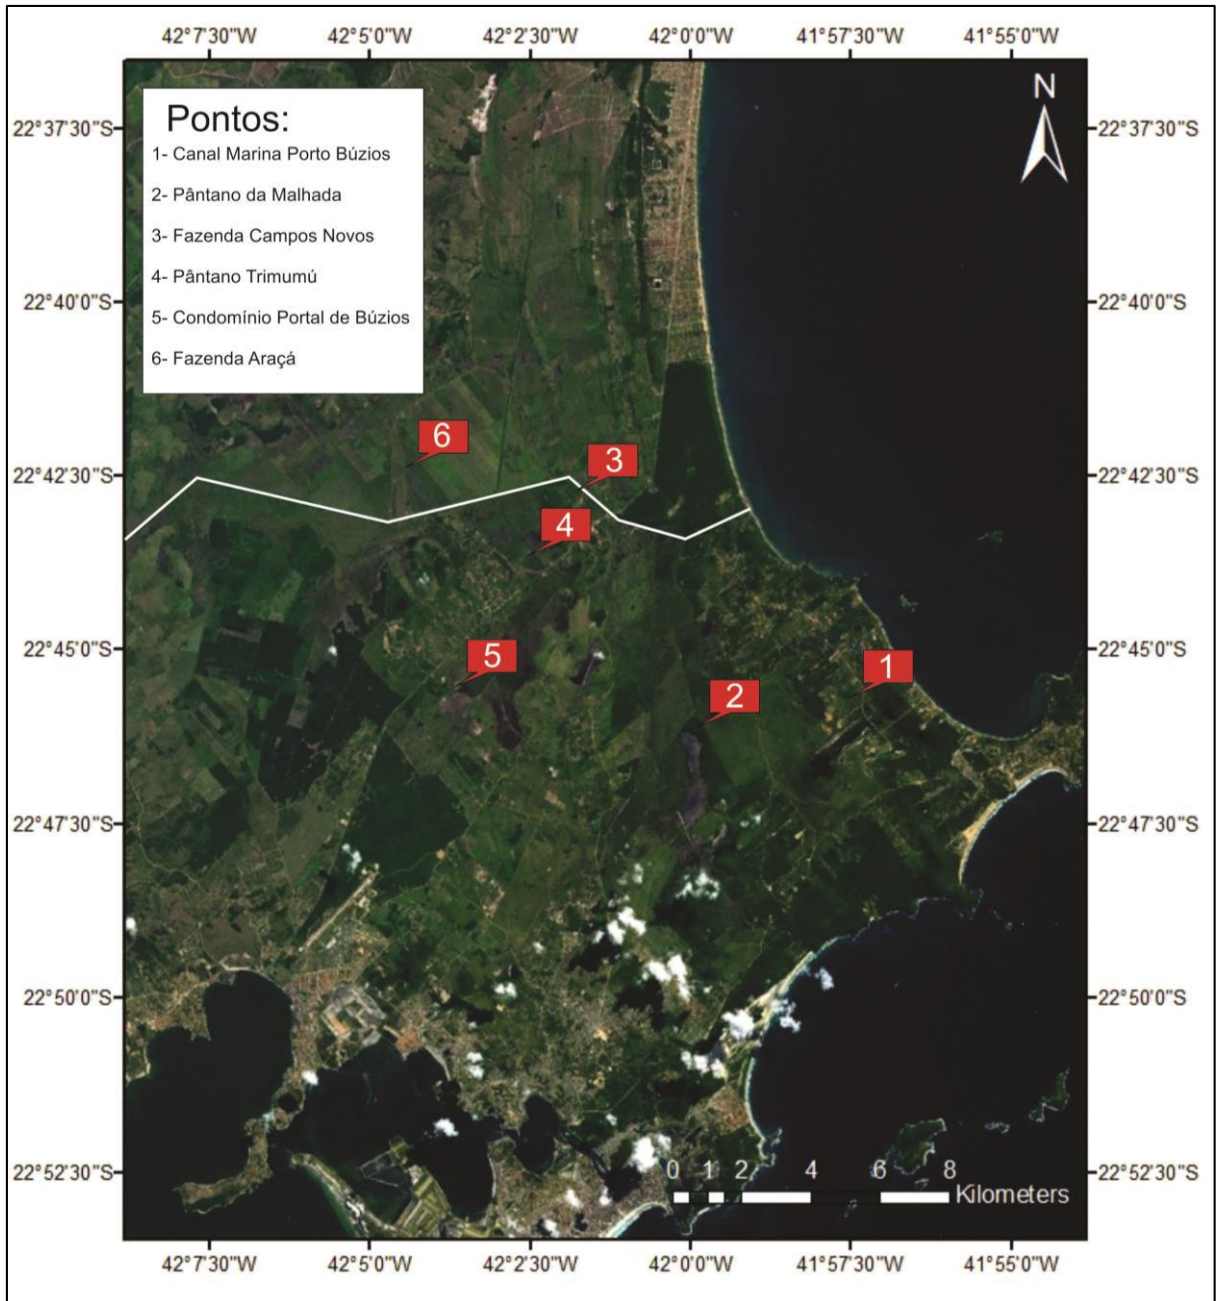 42°7'30"W 42°5'0"W 42°2'30"W 42°0'0"W 41°57'30"W 41°55'0"W
N
Pontos:
1- Canal Marina Porto Búzios
2- Pântano da Malhada
3- Fazenda Campos Novos
4- Pântano Trimumú
5- Condomínio Portal de Búzios
6- Fazenda Araçá
22°37'30"S 22°37'30"S
22°40'0"S 22°40'0"S
6
3
22°42'30"S 22°42'30"S
4
22°45'0"S 22°45'0"S
5
1
2
22°47'30"S 22°47'30"S
22°50'0"S 22°50'0"S
22°52'30"S 22°52'30"S
0 1 2 4 6 8
Kilometers
42°7'30"W 42°5'0"W 42°2'30"W 42°0'0"W 41°57'30"W 41°55'0"W